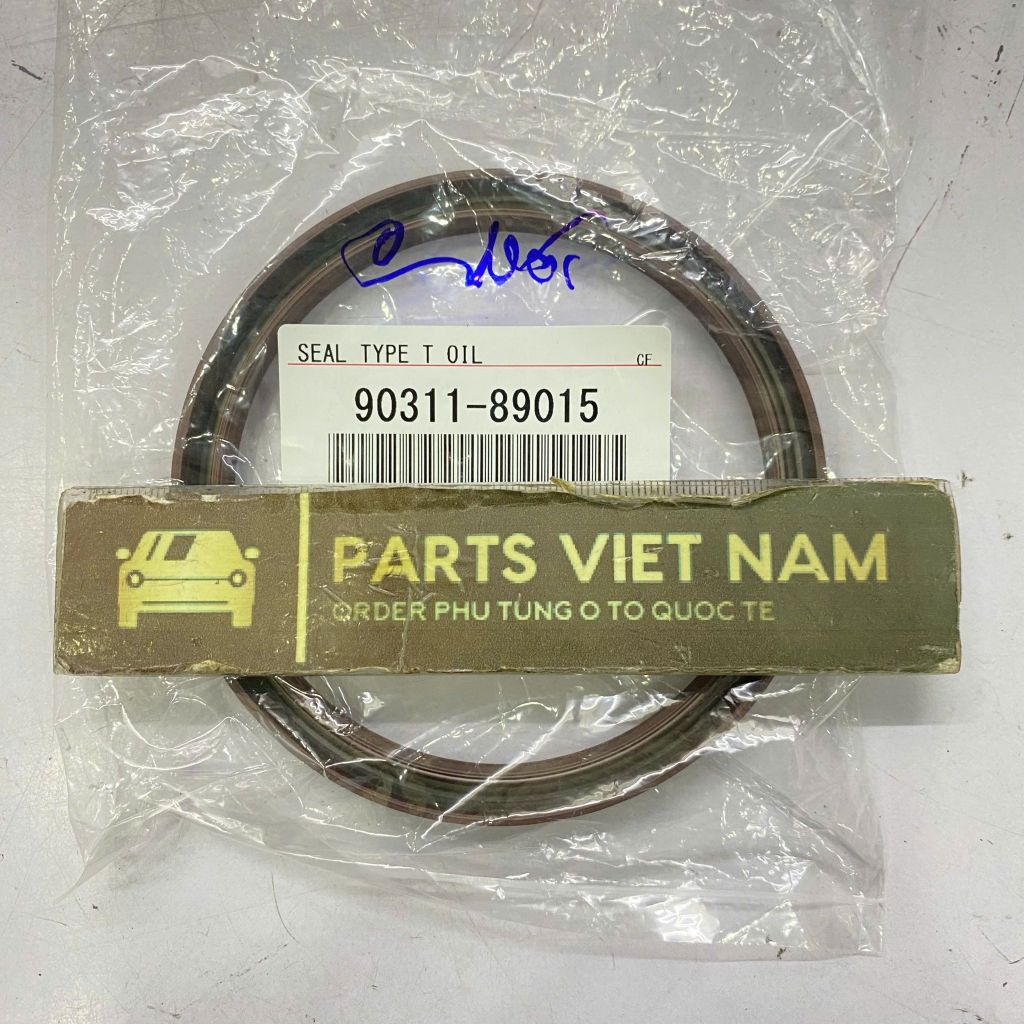 SEAL TYPE T OIL
CF
90311-89015
PARTS VIET NAM
ORDER PHU TUNG O TO QUOC TE